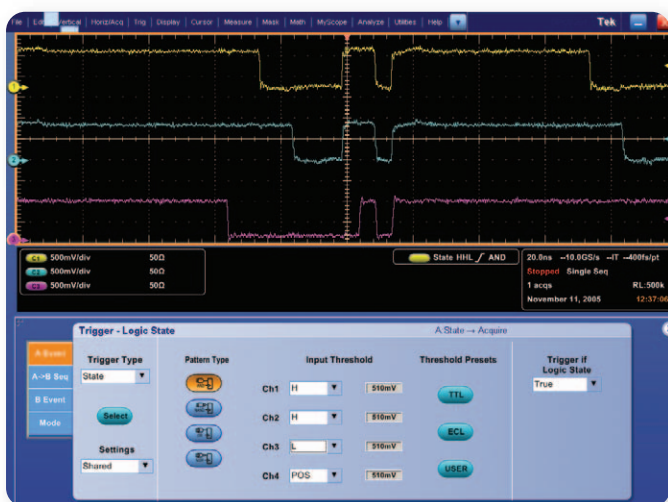 File Edit Vertical Horiz/Acq Trig Display Cursor Measure Mask Math MyScope Analyze Utilities Help Tek
1
2
C1 500mV/div 50Ω
C2 500mV/div 50Ω
C3 500mV/div 50Ω
State HHL AND
20.0ns 10.0GS/s IT 400fs/pt
Stopped Single Seq
1 acqs RL:500k
November 11, 2005 12:37:06
Trigger - Logic State A:State → Acquire
A Event
A->B Seq
B Event
Mode
Trigger Type
State
Select
Settings
Shared
Pattern Type
Input Threshold
Ch1 H 510mV
Ch2 H 510mV
Ch3 L 510mV
Ch4 POS 510mV
Threshold Presets
TTL
ECL
USER
Trigger if
Logic State
True